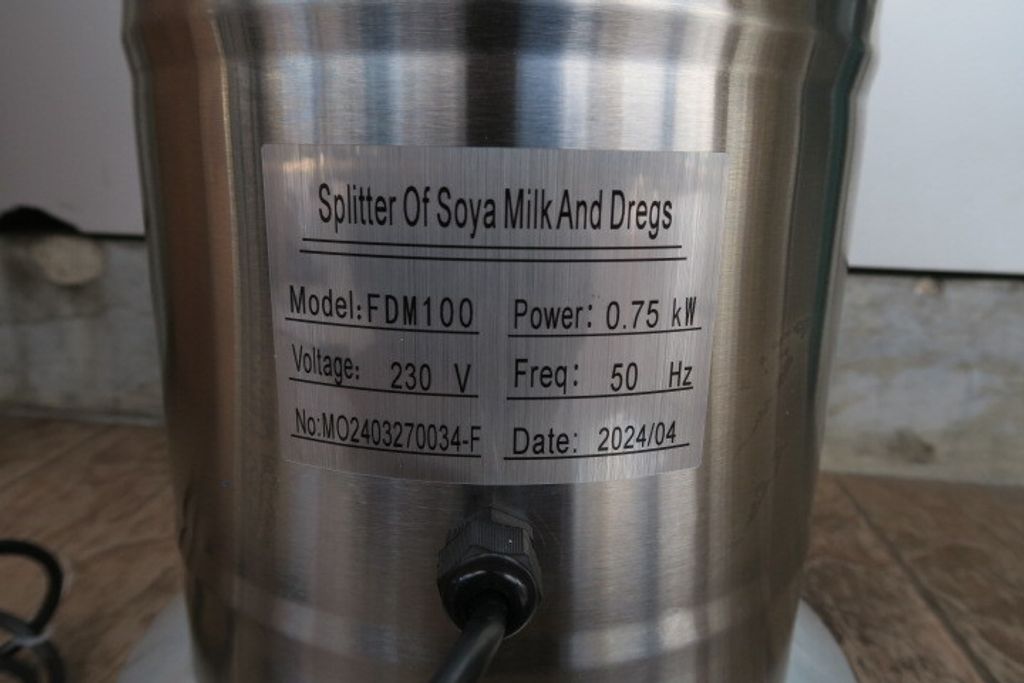 Splitter Of Soya Milk And Dregs
Model: FDM100 Power: 0.75 kW
Voltage: 230 V Freq: 50 Hz
No:MO2403270034-F Date: 2024/04